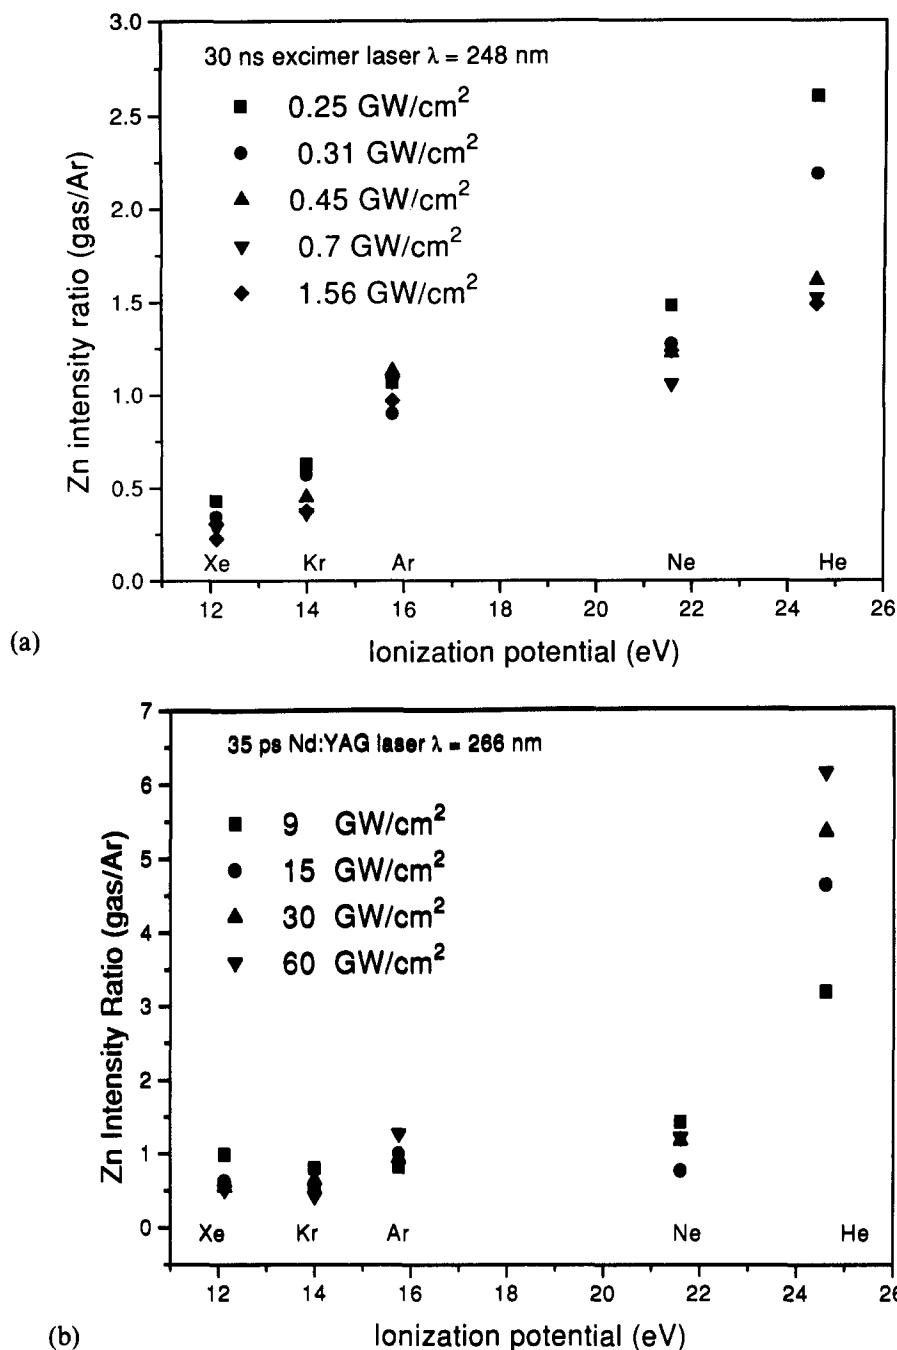 (a)
3.0
2.5
2.0
1.5
1.0
0.5
0.0
Zn intensity ratio (gas/Ar)
30 ns excimer laser λ = 248 nm
0.25 GW/cm²
0.31 GW/cm²
0.45 GW/cm²
0.7 GW/cm²
1.56 GW/cm²
Xe Kr Ar Ne He
12 14 16 18 20 22 24 26
Ionization potential (eV)
(b)
7
6
5
4
3
2
1
0
Zn Intensity Ratio (gas/Ar)
35 ps Nd:YAG laser λ = 266 nm
9 GW/cm²
15 GW/cm²
30 GW/cm²
60 GW/cm²
Xe Kr Ar Ne He
12 14 16 18 20 22 24 26
Ionization potential (eV)